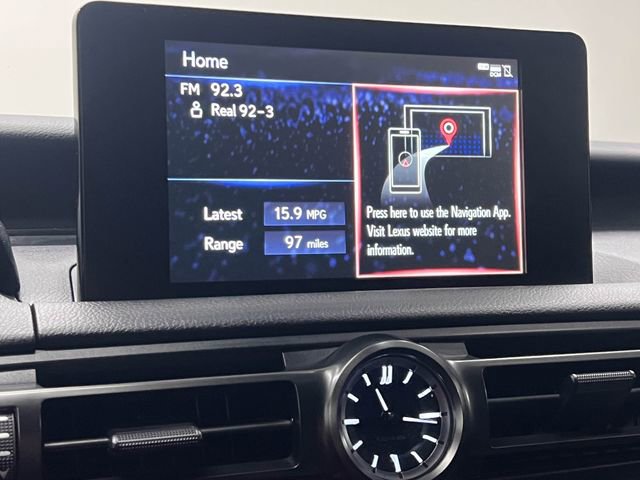 Home
DCM
FM 92.3
Real 92-3
Latest 15.9 MPG
Range 97 miles
Press here to use the Navigation App.
Visit Lexus website for more
information.